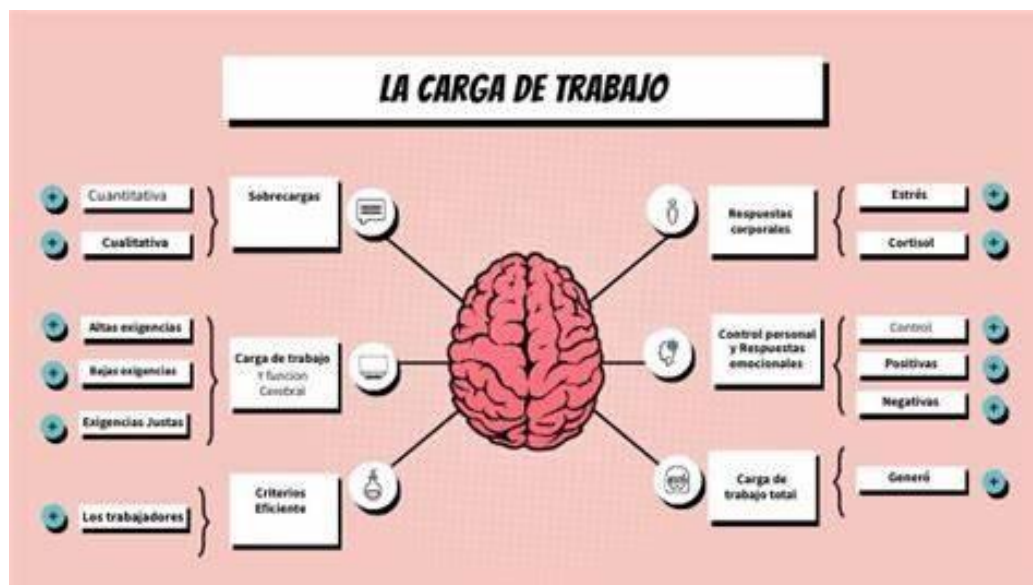 LA CARGA DE TRABAJO
Cuantitativa
Cualitativa
Sobrecargas
Altas exigencias
Bajas exigencias
Exigencias Justas
Carga de trabajo
Y función
Cerebral
Los trabajadores
Criterios
Eficiente
Respuestas
corporales
Estrés
Cortisol
Control personal
y Respuestas
emocionales
Control
Positivas
Negativas
Carga de
trabajo total
Generó